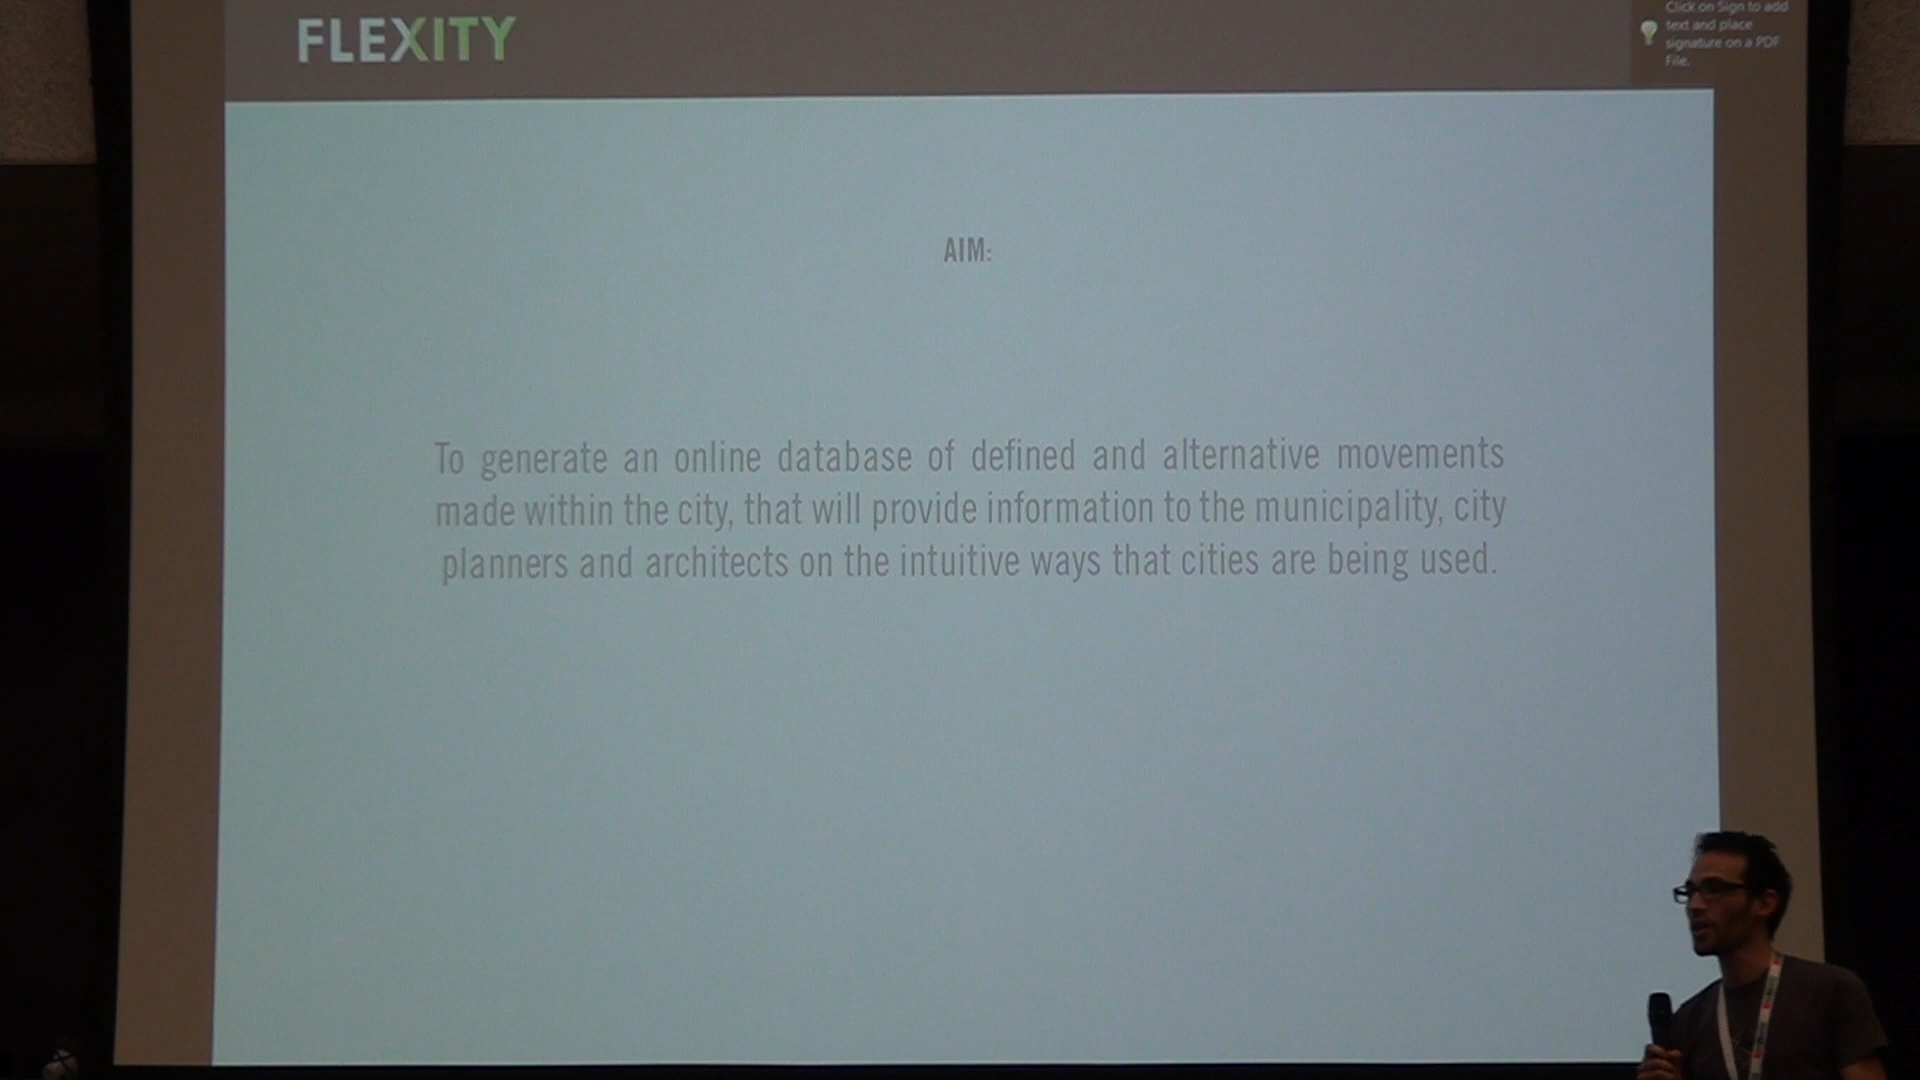 FLEXITY
Click on Sign to add
text and place
signature on a PDF
File.
AIM:
To generate an online database of defined and alternative movements
made within the city, that will provide information to the municipality, city
planners and architects on the intuitive ways that cities are being used.